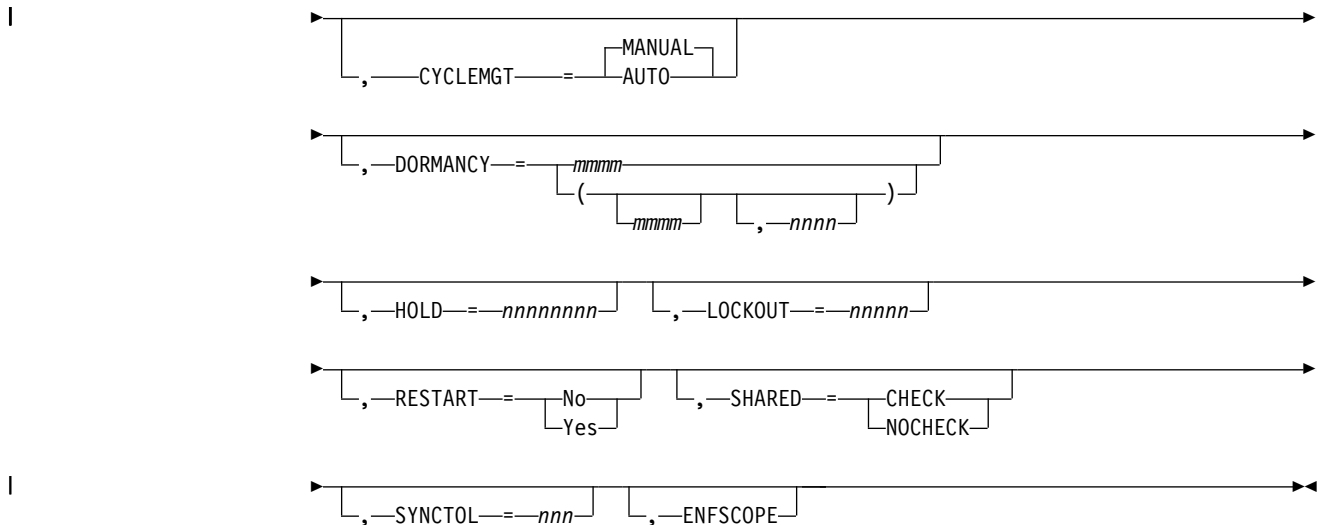 MANUAL
, CYCLEMGT = AUTO
, DORMANCY = mmmm
( )
mmmm , nnnn
, HOLD = nnnnnnnn , LOCKOUT = nnnnn
, RESTART = No , SHARED = CHECK
Yes NOCHECK
, SYNCTOL = nnn , ENFSCOPE